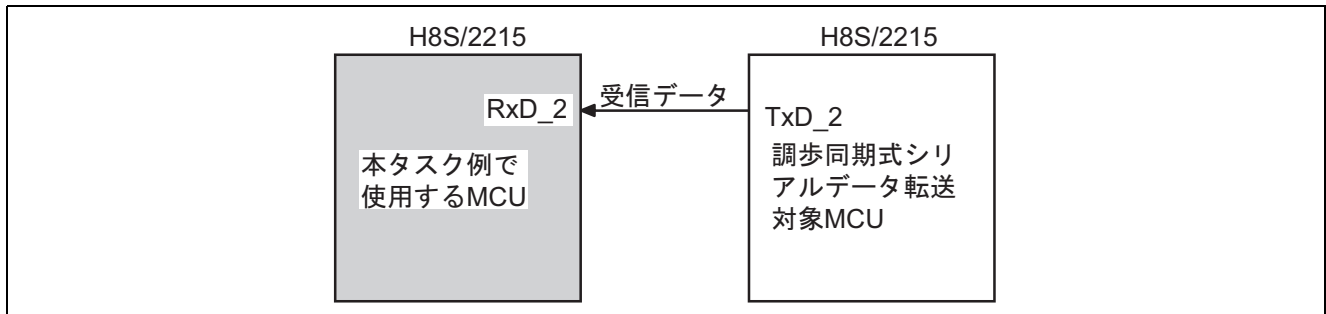 H8S/2215
H8S/2215
RxD_2
受信データ
TxD_2
本タスク例で
使用するMCU
調歩同期式シリ
アルデータ転送
対象MCU